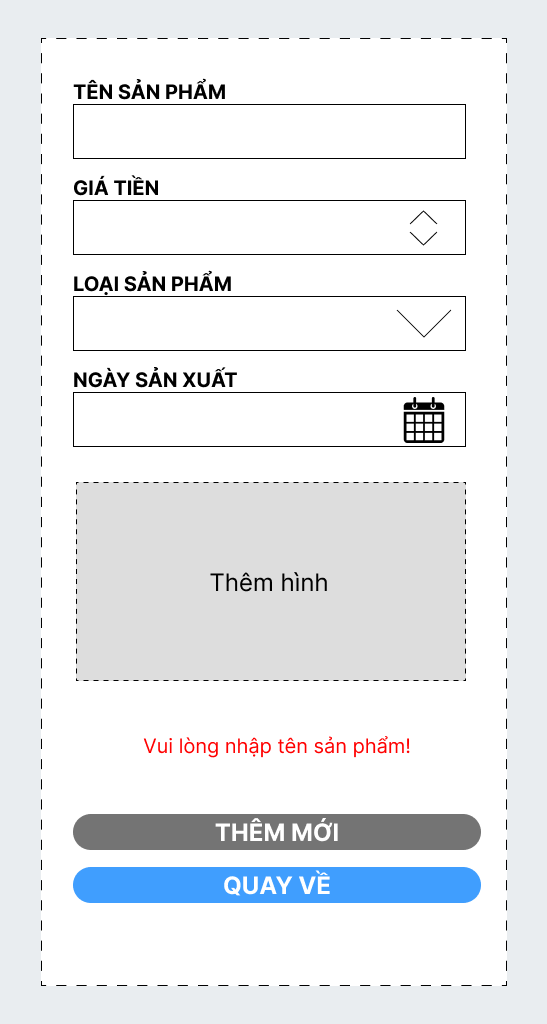 TÊN SẢN PHẨM
GIÁ TIỀN
LOẠI SẢN PHẨM
NGÀY SẢN XUẤT
Thêm hình
Vui lòng nhập tên sản phẩm!
THÊM MỚI
QUAY VỀ